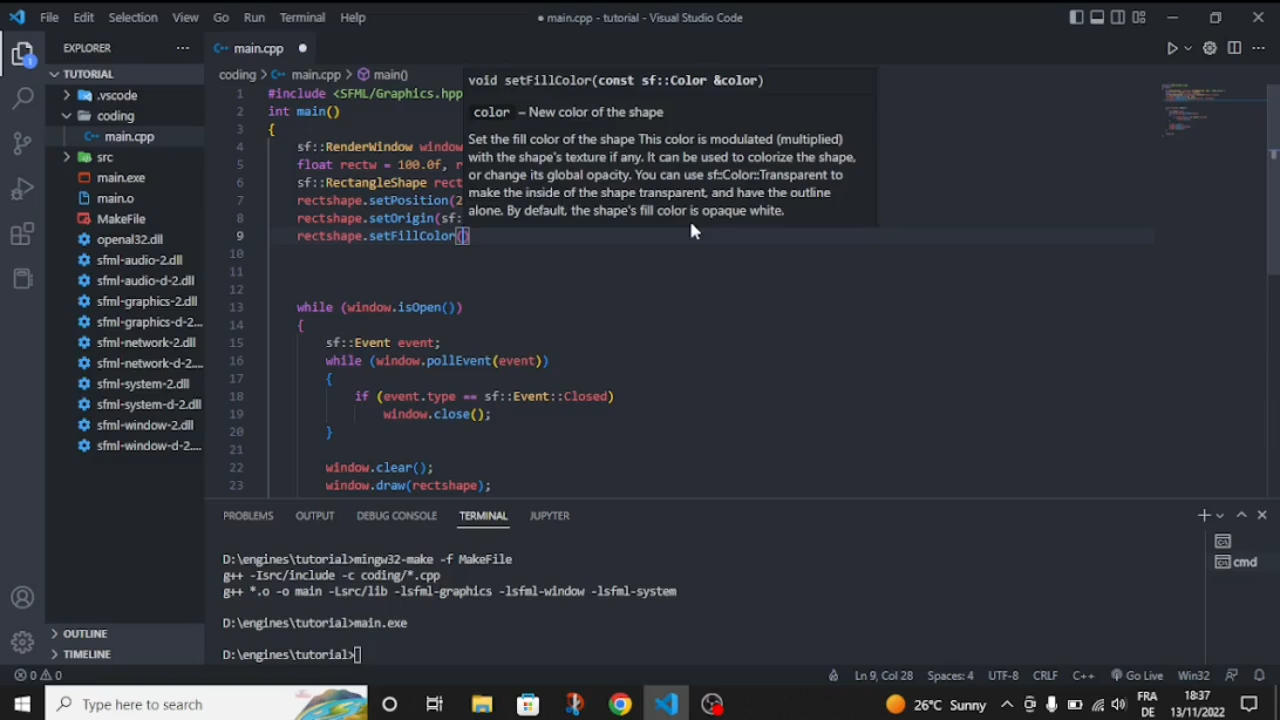 File Edit Selection View Go Run Terminal Help
● main.cpp - tutorial - Visual Studio Code
EXPLORER
main.cpp
TUTORIAL
.vscode
coding
main.cpp
src
main.exe
main.o
MakeFile
openal32.dll
sfml-audio-2.dll
sfml-audio-d-2.dll
sfml-graphics-2.dll
sfml-graphics-d-2...
sfml-network-2.dll
sfml-network-d-2...
sfml-system-2.dll
sfml-system-d-2.dll
sfml-window-2.dll
sfml-window-d-2....
OUTLINE
TIMELINE
coding > main.cpp > main()
1 #include <SFML/Graphics.hpp
2 int main()
3 {
4 sf::RenderWindow window
5 float rectw = 100.0f, r
6 sf::RectangleShape rect
7 rectshape.setPosition(2
8 rectshape.setOrigin(sf:
9 rectshape.setFillColor()
10
11
12
13 while (window.isOpen())
14 {
15 sf::Event event;
16 while (window.pollEvent(event))
17 {
18 if (event.type == sf::Event::Closed)
19 window.close();
20 }
21
22 window.clear();
23 window.draw(rectshape);
void setFillColor(const sf::Color &color)
color – New color of the shape
Set the fill color of the shape This color is modulated (multiplied)
with the shape's texture if any. It can be used to colorize the shape,
or change its global opacity. You can use sf::Color::Transparent to
make the inside of the shape transparent, and have the outline
alone. By default, the shape's fill color is opaque white.
PROBLEMS OUTPUT DEBUG CONSOLE TERMINAL JUPYTER
D:\engines\tutorial>mingw32-make -f MakeFile
g++ -Isrc/include -c coding/*.cpp
g++ *.o -o main -Lsrc/lib -lsfml-graphics -lsfml-window -lsfml-system
D:\engines\tutorial>main.exe
D:\engines\tutorial>
cmd
0 0 Ln 9, Col 28 Spaces: 4 UTF-8 CRLF C++ Go Live Win32
Type here to search
26°C Sunny
FRA
DE
18:37
13/11/2022